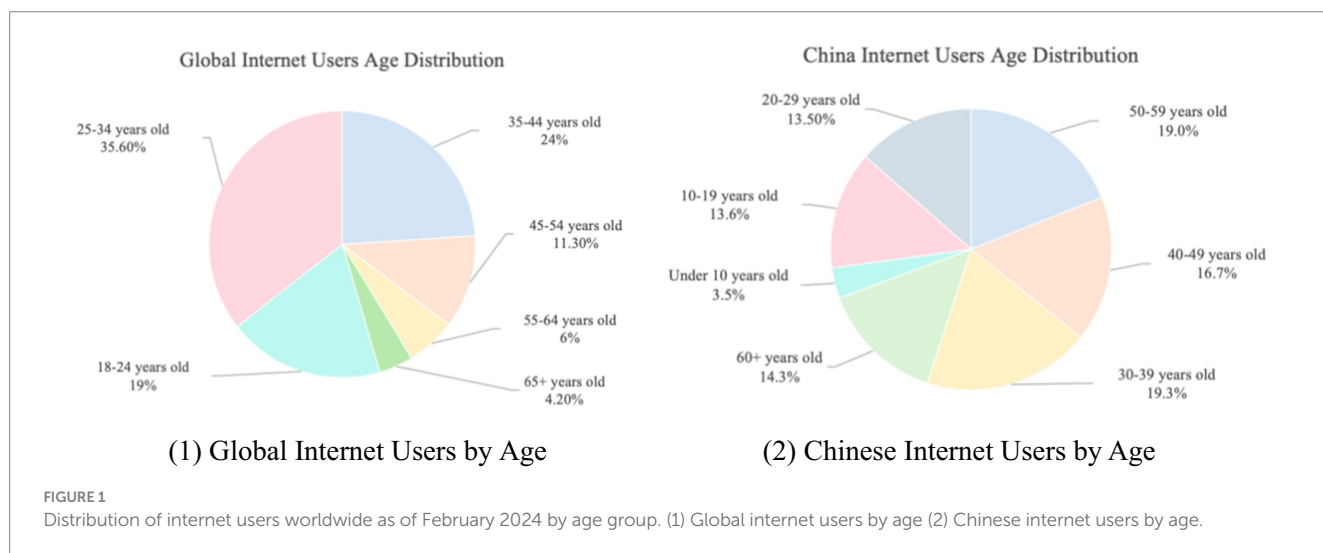 Global Internet Users Age Distribution
25-34 years old
35.60%
35-44 years old
24%
45-54 years old
11.30%
55-64 years old
6%
65+ years old
4.20%
18-24 years old
19%
(1) Global Internet Users by Age
China Internet Users Age Distribution
20-29 years old
13.50%
50-59 years old
19.0%
10-19 years old
13.6%
40-49 years old
16.7%
Under 10 years old
3.5%
60+ years old
14.3%
30-39 years old
19.3%
(2) Chinese Internet Users by Age
FIGURE 1
Distribution of internet users worldwide as of February 2024 by age group. (1) Global internet users by age (2) Chinese internet users by age.